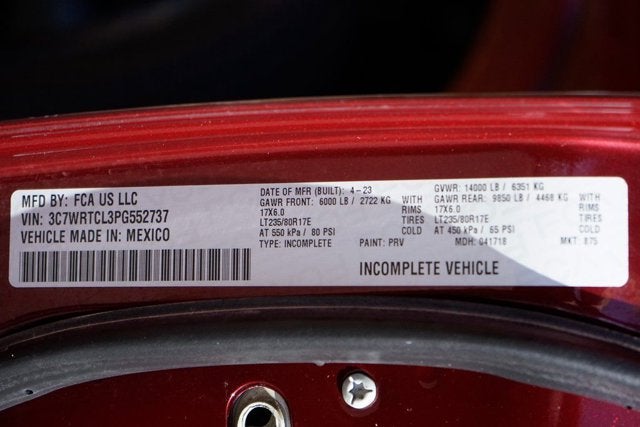 MFD BY: FCA US LLC
VIN: 3C7WRTCL3PG552737
VEHICLE MADE IN: MEXICO
DATE OF MFR (BUILT): 4-23
GAWR FRONT: 6000 LB / 2722 KG WITH
17X6.0 RIMS
LT235/80R17E TIRES
AT 550 kPa / 80 PSI COLD
TYPE: INCOMPLETE
GVWR: 14000 LB / 6351 KG
GAWR REAR: 9850 LB / 4468 KG WITH
17X6.0 RIMS
LT235/80R17E TIRES
AT 450 kPa / 65 PSI COLD
PAINT: PRV MDH: 041718 MKT: 875
INCOMPLETE VEHICLE